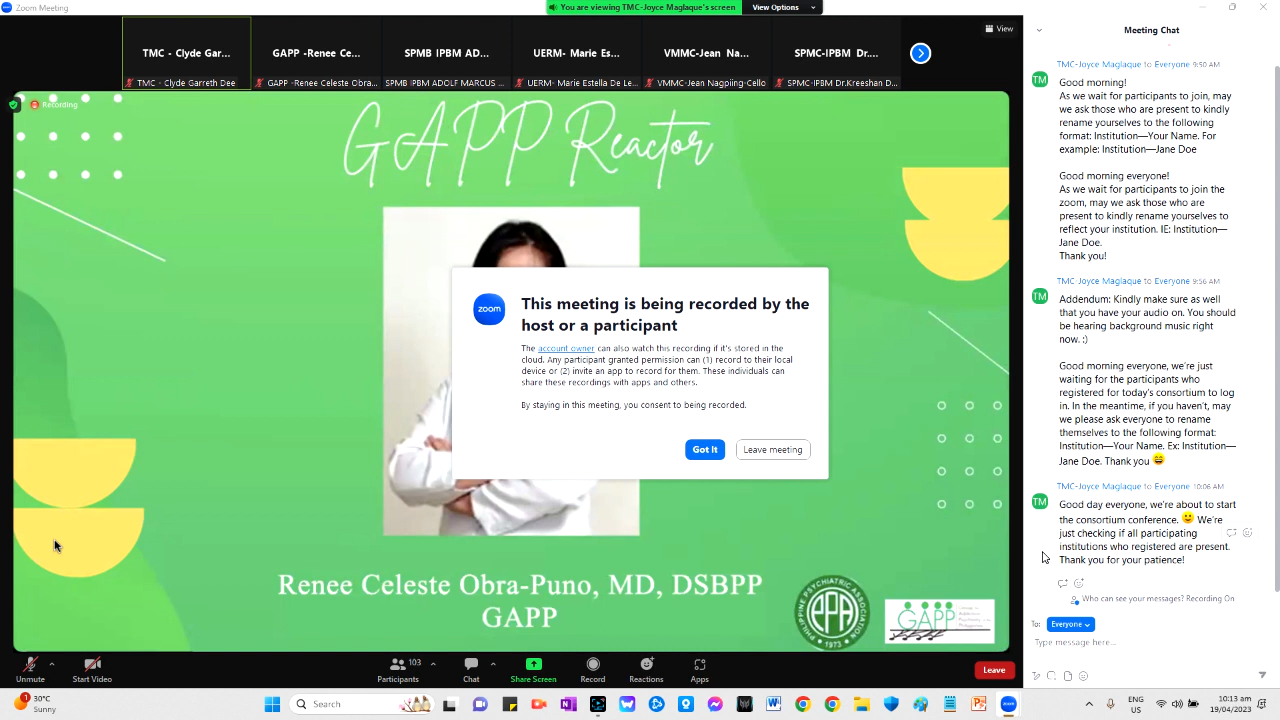 Zoom Meeting
You are viewing TMC-Joyce Maglaque's screen
View Options
View
TMC - Clyde Gar...
GAPP -Renee Ce...
SPMB IPBM AD...
UERM- Marie Es...
VMMC-Jean Na...
SPMC-IPBM Dr....
TMC - Clyde Garreth Dee
GAPP -Renee Celeste Obra...
SPMB IPBM ADOLF MARCUS ...
UERM- Marie Estella De Le...
VMMC-Jean Nagpiing-Cello
SPMC-IPBM Dr.Kreeshan D...
Recording
GAPP Reactor
This meeting is being recorded by the
host or a participant
zoom
The account owner can also watch this recording if it's stored in the
cloud. Any participant granted permission can (1) record to their local
device or (2) invite an app to record for them. These individuals can
share these recordings with apps and others.
By staying in this meeting, you consent to being recorded.
Got it
Leave meeting
Renee Celeste Obra-Puno, MD, DSBPP
GAPP
PHILIPPINE PSYCHIATRIC ASSOCIATION
1973
GAPP
Meeting Chat
TMC-Joyce Maglaque to Everyone 9:50 AM
TM
Good morning!
As we wait for participants to join, may
we ask those who are present to kindly
rename yourselves to the following
format: Institution—Your Name. For
example: Institution—Jane Doe
Good morning everyone!
As we wait for participants to join the
zoom, may we ask those who are
present to kindly rename yourselves to
reflect your institution. IE: Institution—
Jane Doe.
Thank you!
TMC-Joyce Maglaque to Everyone 9:56 AM
TM
Addendum: Kindly make sure as well
that you have your audio on. You should
be hearing background music right
now. :)
Good morning everyone, we're just
waiting for the participants who
registered for today's consortium to log
in. In the meantime, if you haven't, may
we please ask everyone to rename
themselves to the following format:
Institution—Your Name. Ex: Institution—
Jane Doe. Thank you 😄
TMC-Joyce Maglaque to Everyone 10:06 AM
TM
Good day everyone, we're about to start
the consortium conference. 🙂 We're
just checking if all participating
institutions who registered are present.
Thank you for your patience!
Who can see your messages? Recording On
To: Everyone
Type message here...
Unmute
Start Video
Participants
103
Chat
Share Screen
Record
Reactions
Apps
Leave
1
30°C
Sunny
Search
zoom
ENG
US
10:13 am
19/04/2023